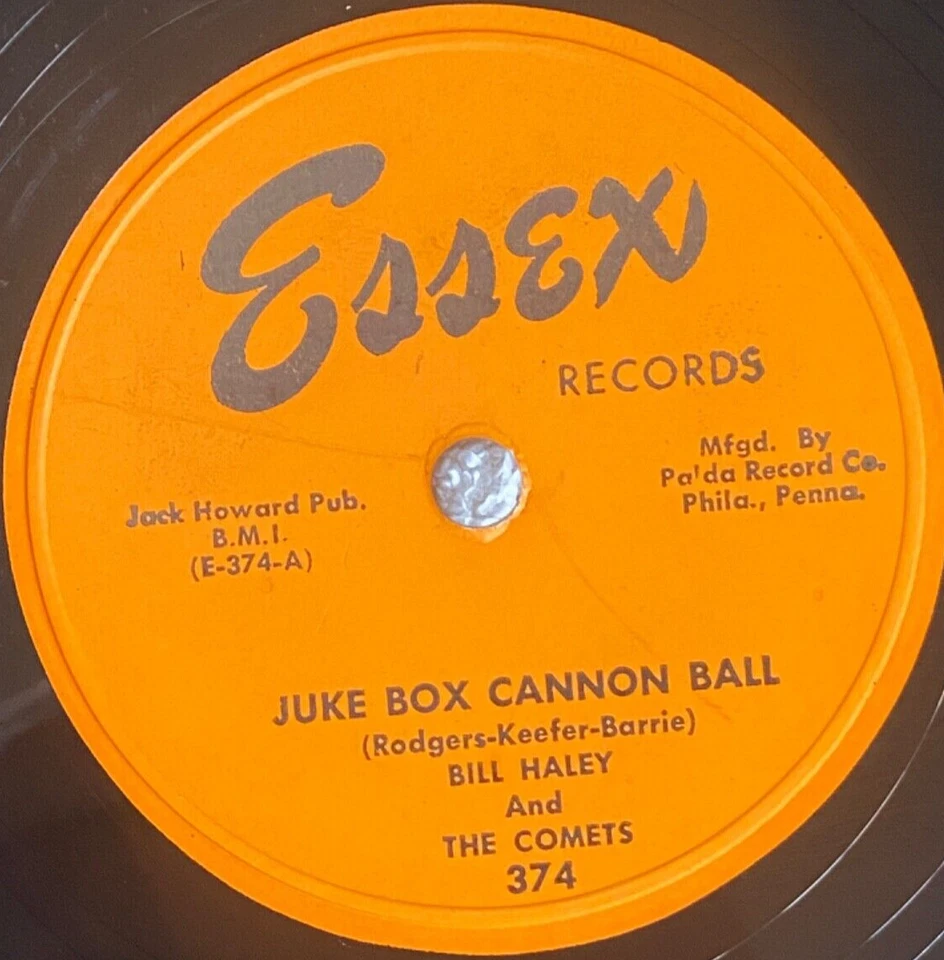 Essex
RECORDS
Mfgd. By
Pa'da Record Co.
Phila., Penna.
Jack Howard Pub.
B.M.I.
(E-374-A)
JUKE BOX CANNON BALL
(Rodgers-Keefer-Barrie)
BILL HALEY
And
THE COMETS
374